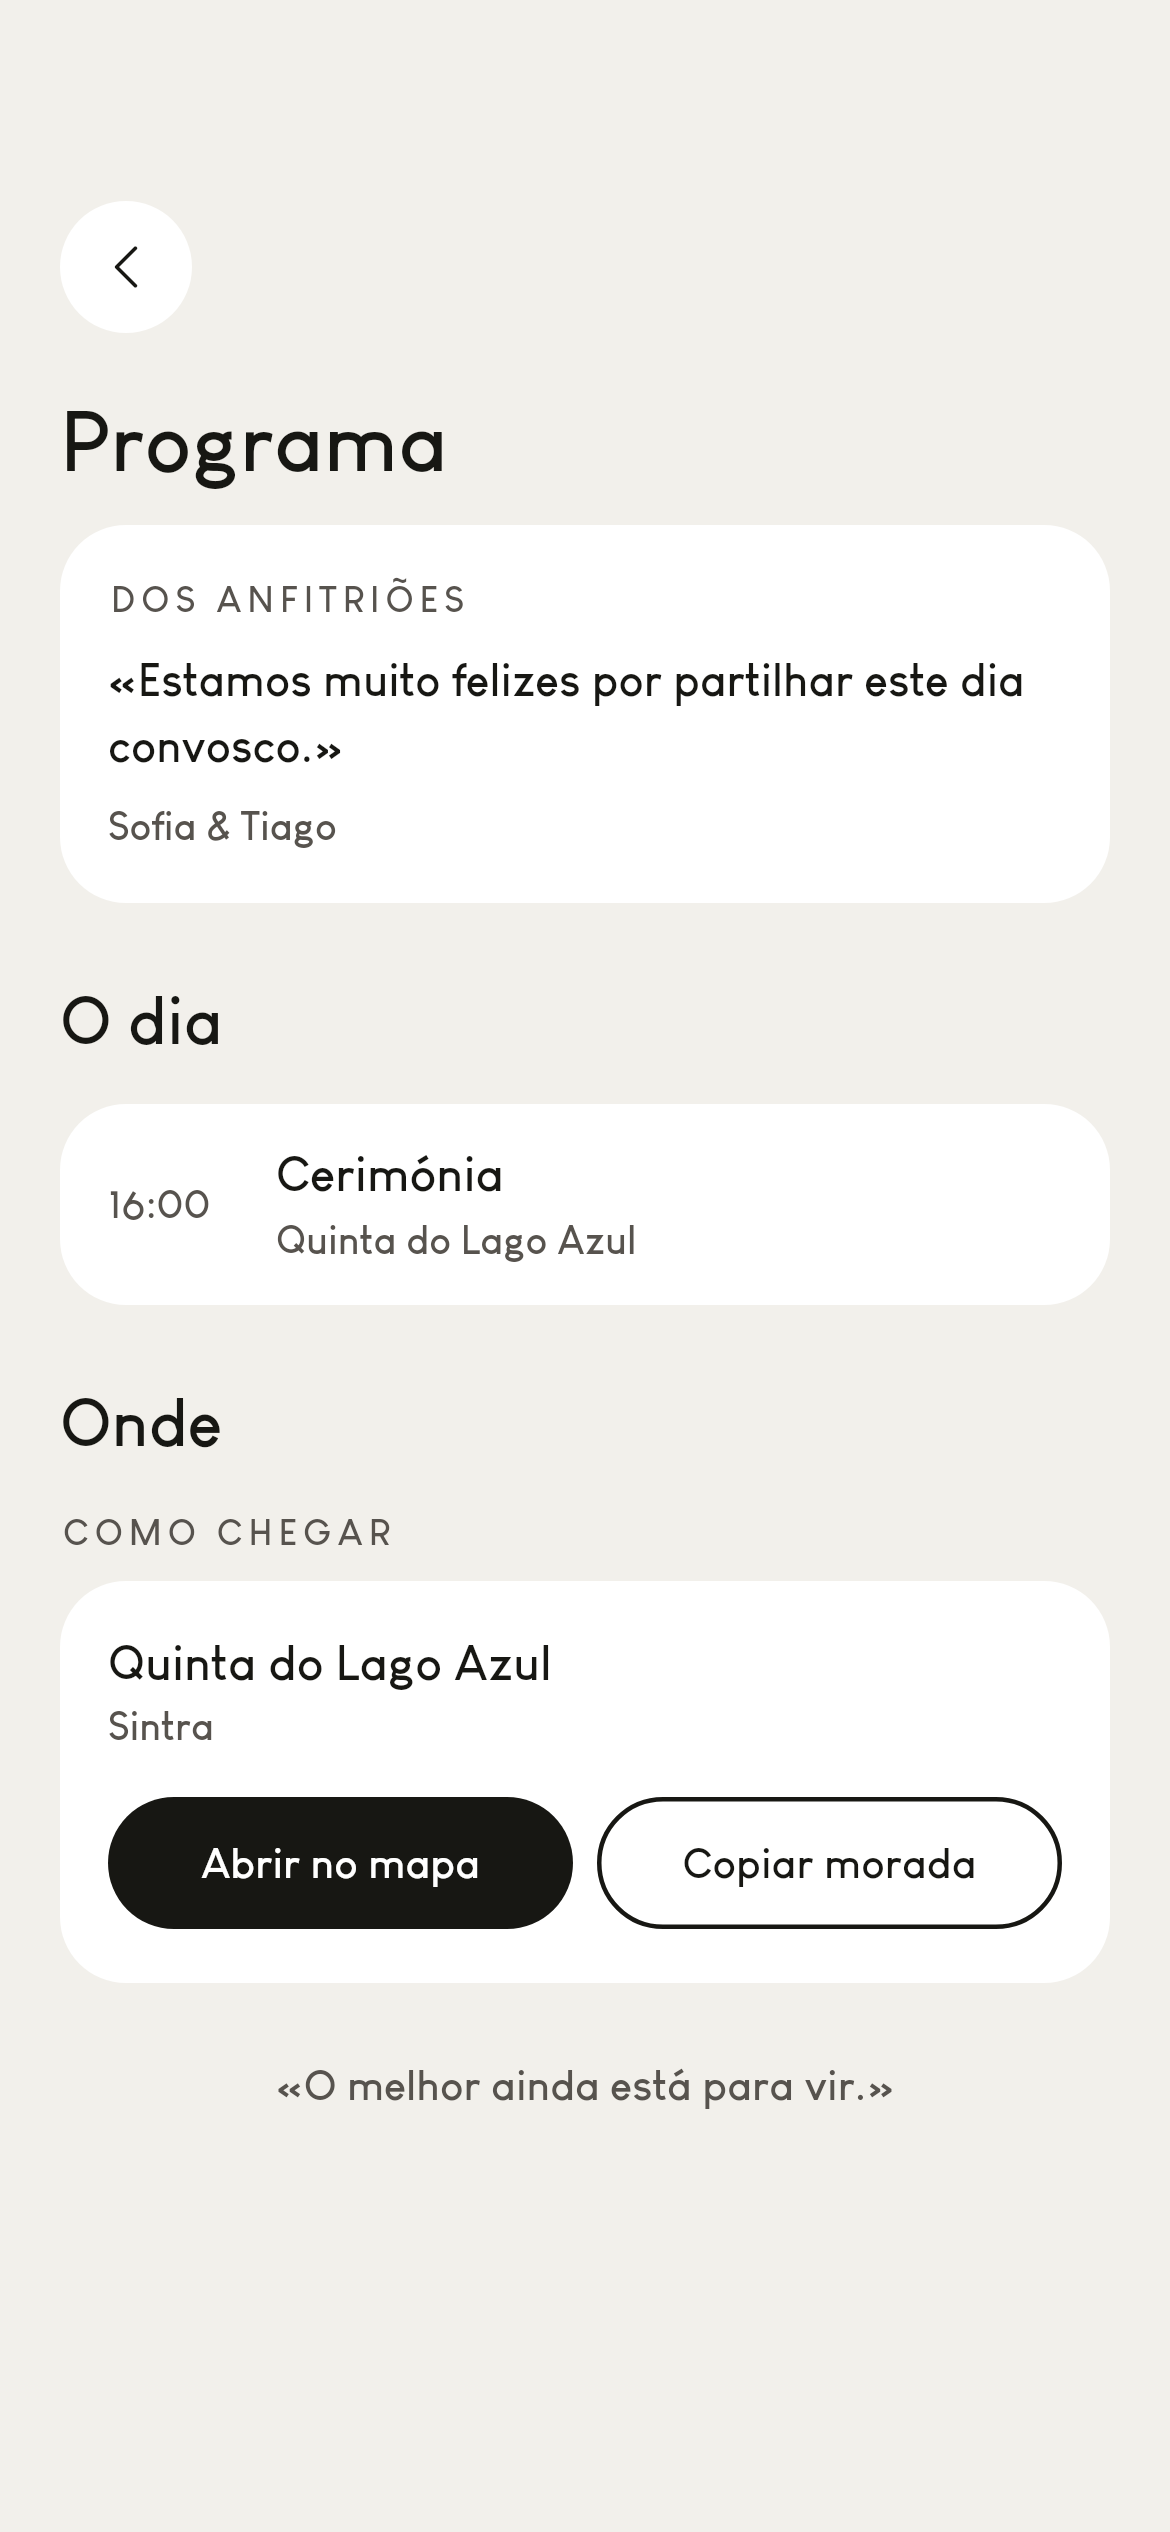 Programa
DOS ANFITRIÕES
«Estamos muito felizes por partilhar este dia
convosco.»
Sofia & Tiago
O dia
16:00
Cerimónia
Quinta do Lago Azul
Onde
COMO CHEGAR
Quinta do Lago Azul
Sintra
Abrir no mapa
Copiar morada
«O melhor ainda está para vir.»